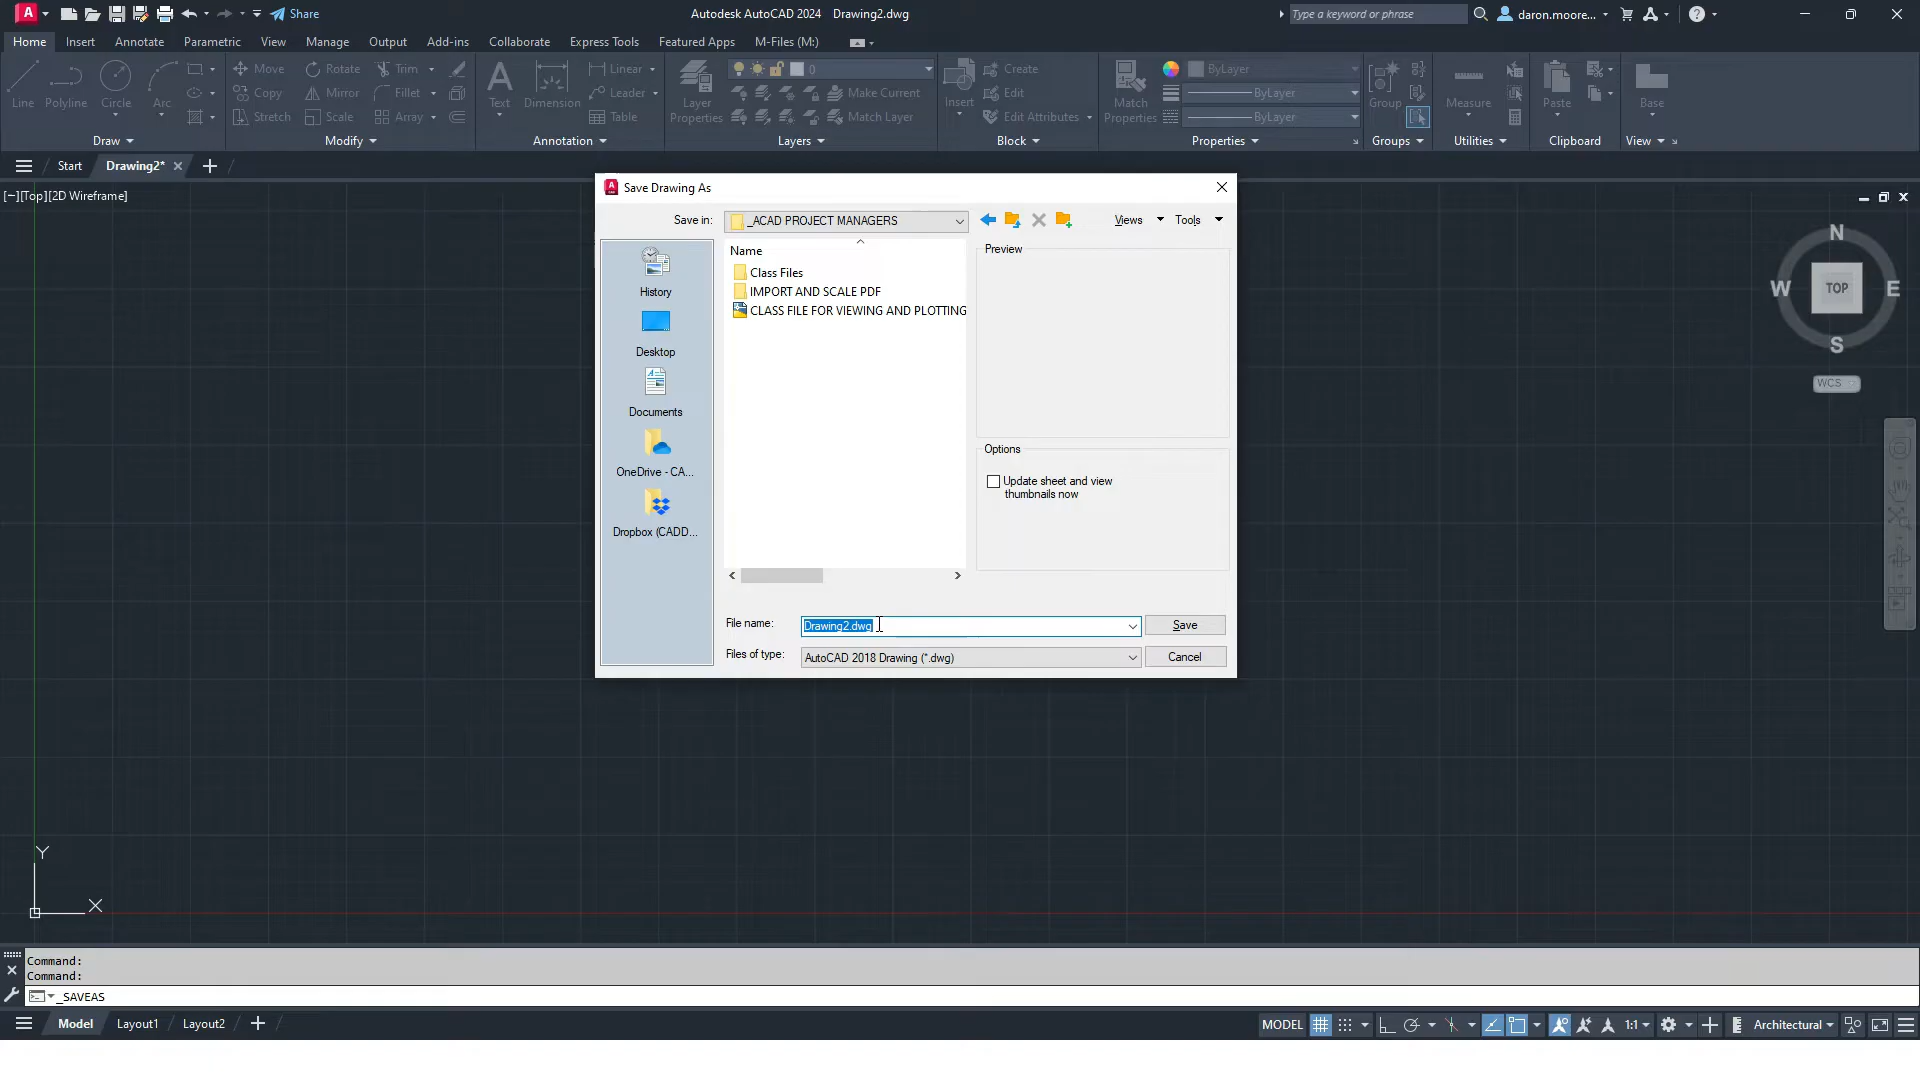 A Share Autodesk AutoCAD 2024 Drawing2.dwg Type a keyword or phrase daron.moore...
Home Insert Annotate Parametric View Manage Output Add-ins Collaborate Express Tools Featured Apps M-Files (M:)
Line Polyline Circle Arc
Move Rotate Trim
Copy Mirror Fillet
Stretch Scale Array
Text Dimension
Linear
Leader
Table
Layer Properties
0
Make Current
Match Layer
Insert
Create
Edit
Edit Attributes
Match Properties
ByLayer
ByLayer
ByLayer
Group
Measure
Paste
Base
Draw Modify Annotation Layers Block Properties Groups Utilities Clipboard View
Start Drawing2*
[−][Top][2D Wireframe]
N
W TOP E
S
WCS
Save Drawing As
Save in: _ACAD PROJECT MANAGERS Views Tools
History
Desktop
Documents
OneDrive - CA...
Dropbox (CADD...
Name
Class Files
IMPORT AND SCALE PDF
CLASS FILE FOR VIEWING AND PLOTTING
Preview
Options
Update sheet and view
thumbnails now
File name: Drawing2.dwg Save
Files of type: AutoCAD 2018 Drawing (*.dwg) Cancel
Y
X
Command:
Command:
_SAVEAS
Model Layout1 Layout2 MODEL 1:1 Architectural